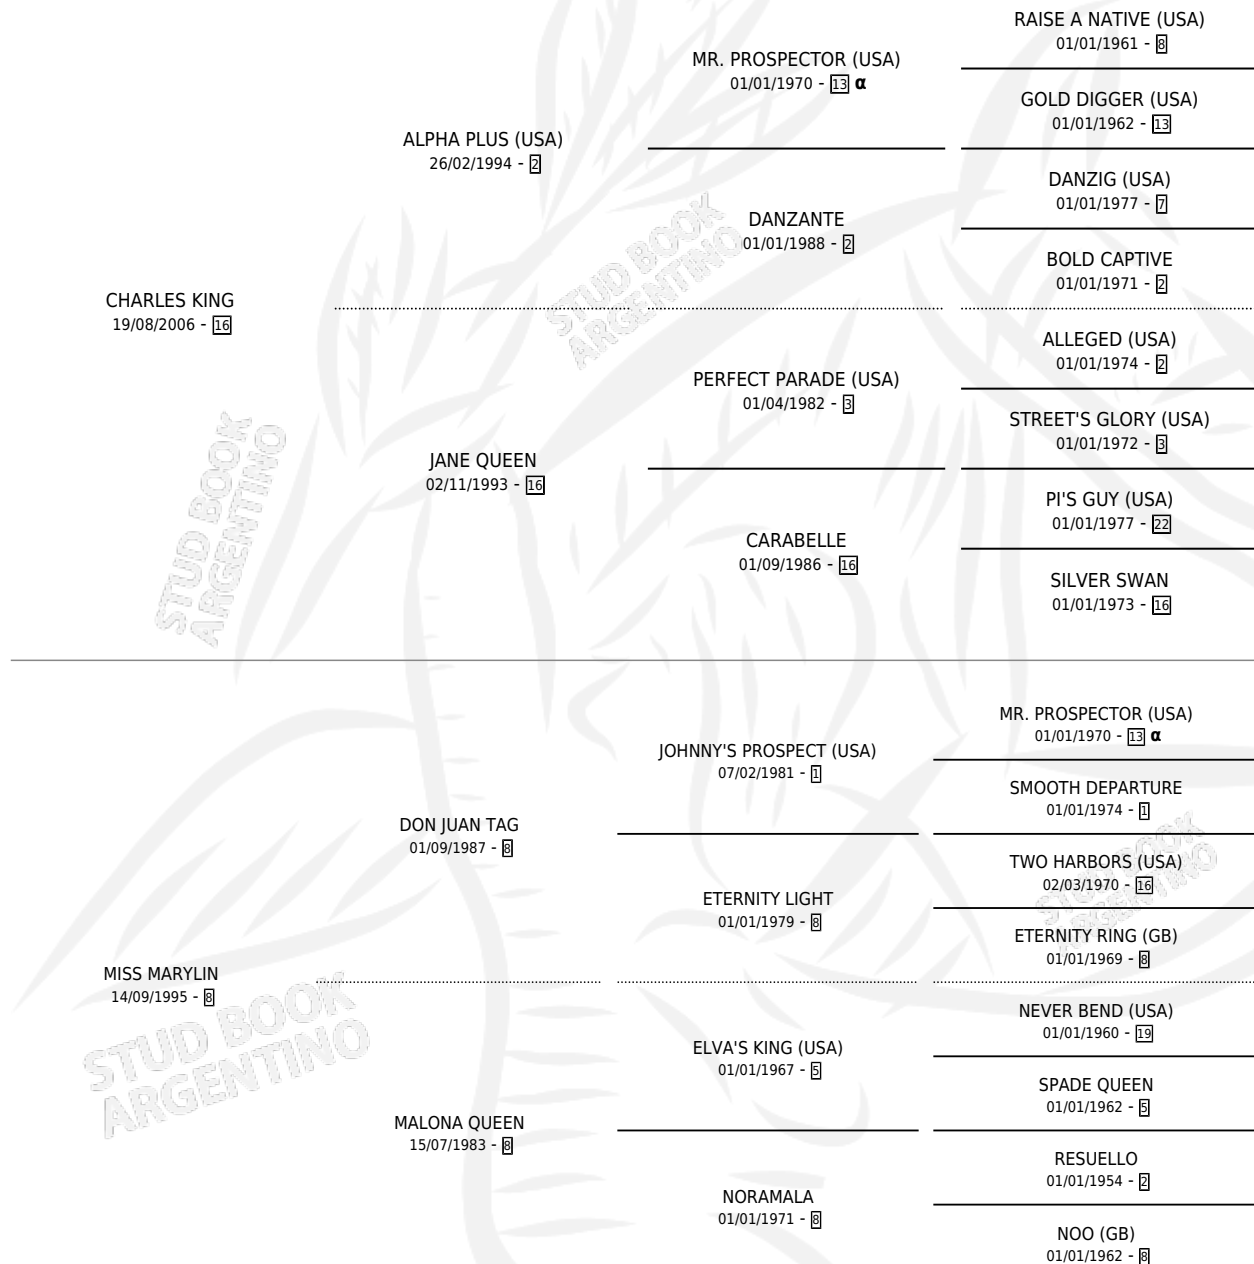 RAISE A NATIVE (USA)
01/01/1961 - 8
MR. PROSPECTOR (USA)
01/01/1970 - 13 α
GOLD DIGGER (USA)
01/01/1962 - 13
ALPHA PLUS (USA)
26/02/1994 - 2
DANZIG (USA)
01/01/1977 - 7
DANZANTE
01/01/1988 - 2
BOLD CAPTIVE
01/01/1971 - 2
CHARLES KING
19/08/2006 - 16
ALLEGED (USA)
01/01/1974 - 2
PERFECT PARADE (USA)
01/04/1982 - 3
STREET'S GLORY (USA)
01/01/1972 - 3
JANE QUEEN
02/11/1993 - 16
PI'S GUY (USA)
01/01/1977 - 22
CARABELLE
01/09/1986 - 16
SILVER SWAN
01/01/1973 - 16
STUD BOOK
ARGENTINO
STUD BOOK
ARGENTINO
MR. PROSPECTOR (USA)
01/01/1970 - 13 α
JOHNNY'S PROSPECT (USA)
07/02/1981 - 1
SMOOTH DEPARTURE
01/01/1974 - 1
DON JUAN TAG
01/09/1987 - 8
TWO HARBORS (USA)
02/03/1970 - 16
ETERNITY LIGHT
01/01/1979 - 8
ETERNITY RING (GB)
01/01/1969 - 8
MISS MARYLIN
14/09/1995 - 8
NEVER BEND (USA)
01/01/1960 - 19
ELVA'S KING (USA)
01/01/1967 - 5
SPADE QUEEN
01/01/1962 - 5
MALONA QUEEN
15/07/1983 - 8
RESUELLO
01/01/1954 - 2
NORAMALA
01/01/1971 - 8
NOO (GB)
01/01/1962 - 8
STUD BOOK
ARGENTINO
STUD BOOK
ARGENTINO